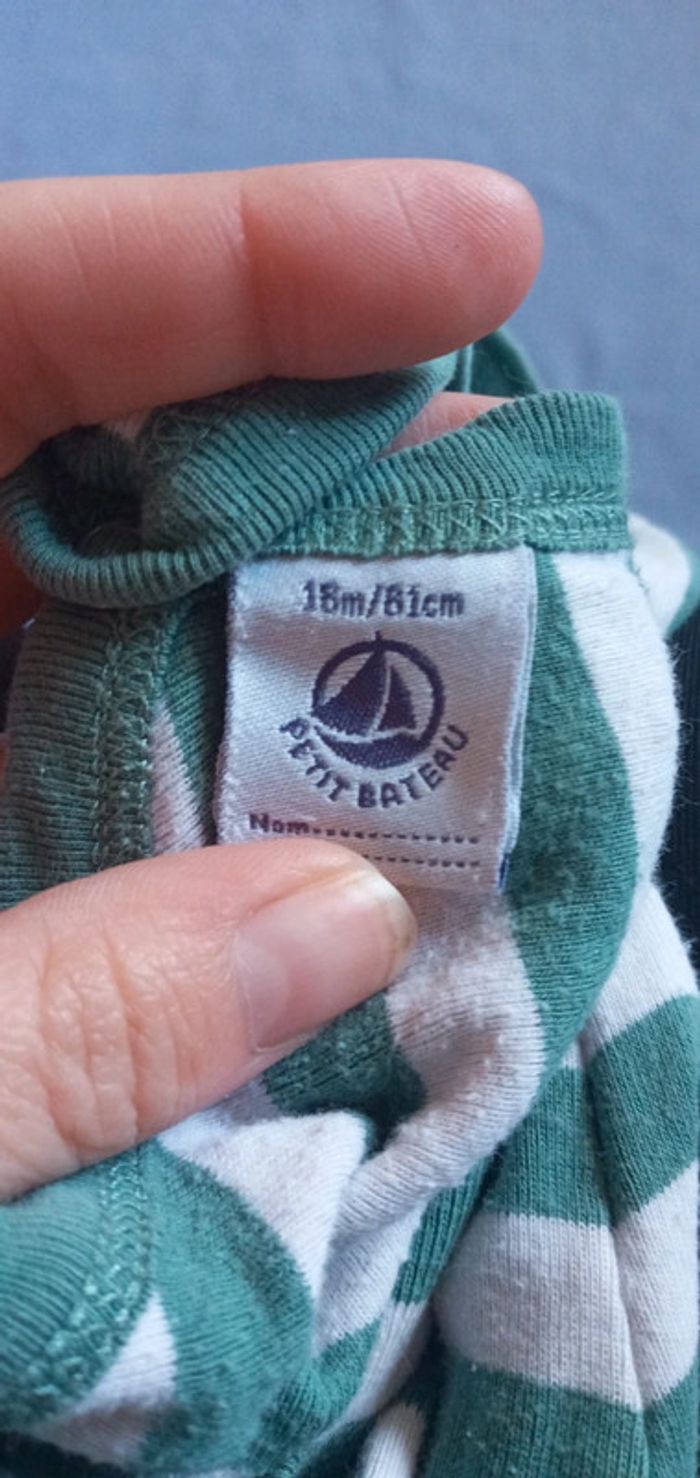 18m/81cm
PETIT BATEAU
Nom....................